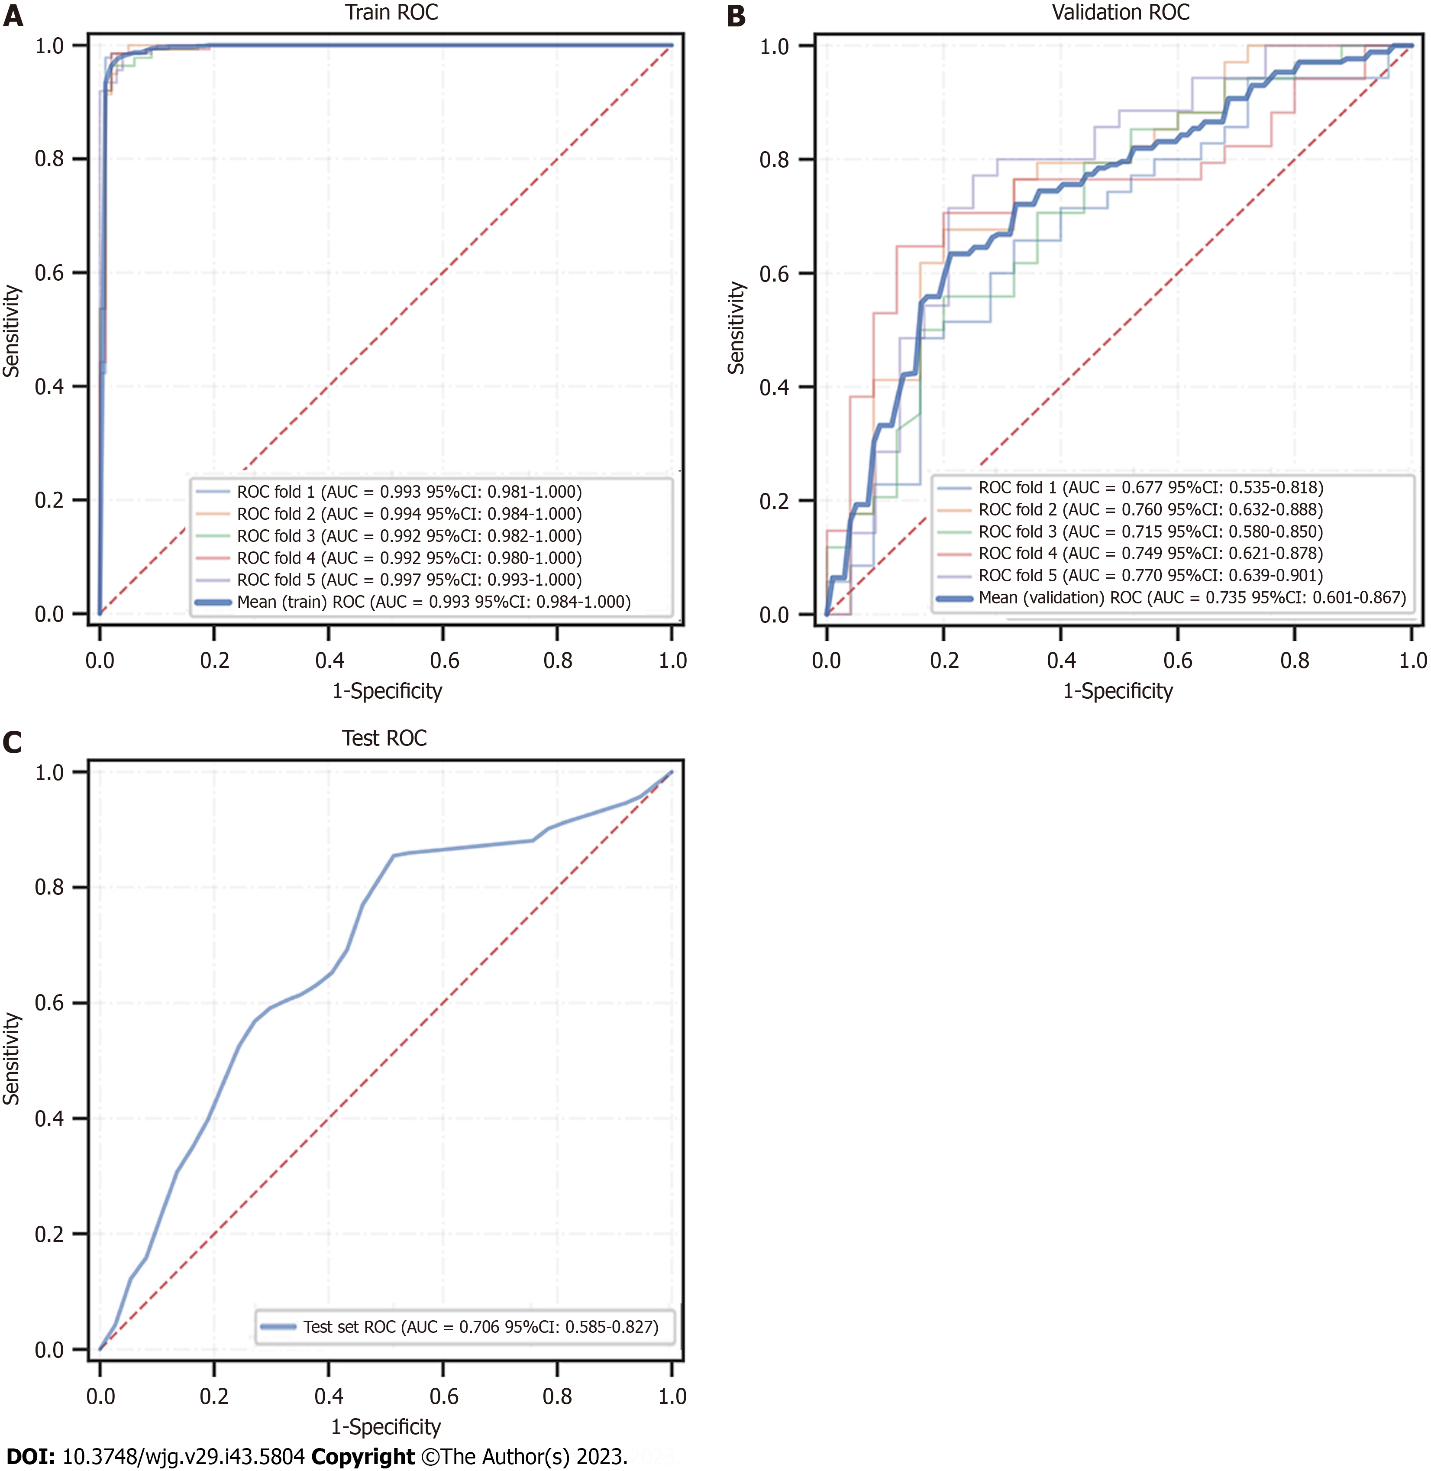 A
Train ROC
1.0
0.8
0.6
0.4
0.2
0.0
Sensitivity
ROC fold 1 (AUC = 0.993 95%CI: 0.981-1.000)
ROC fold 2 (AUC = 0.994 95%CI: 0.984-1.000)
ROC fold 3 (AUC = 0.992 95%CI: 0.982-1.000)
ROC fold 4 (AUC = 0.992 95%CI: 0.980-1.000)
ROC fold 5 (AUC = 0.997 95%CI: 0.993-1.000)
Mean (train) ROC (AUC = 0.993 95%CI: 0.984-1.000)
0.0 0.2 0.4 0.6 0.8 1.0
1-Specificity
B
Validation ROC
1.0
0.8
0.6
0.4
0.2
0.0
Sensitivity
ROC fold 1 (AUC = 0.677 95%CI: 0.535-0.818)
ROC fold 2 (AUC = 0.760 95%CI: 0.632-0.888)
ROC fold 3 (AUC = 0.715 95%CI: 0.580-0.850)
ROC fold 4 (AUC = 0.749 95%CI: 0.621-0.878)
ROC fold 5 (AUC = 0.770 95%CI: 0.639-0.901)
Mean (validation) ROC (AUC = 0.735 95%CI: 0.601-0.867)
0.0 0.2 0.4 0.6 0.8 1.0
1-Specificity
C
Test ROC
1.0
0.8
0.6
0.4
0.2
0.0
Sensitivity
Test set ROC (AUC = 0.706 95%CI: 0.585-0.827)
0.0 0.2 0.4 0.6 0.8 1.0
1-Specificity
DOI: 10.3748/wjg.v29.i43.5804 Copyright ©The Author(s) 2023.